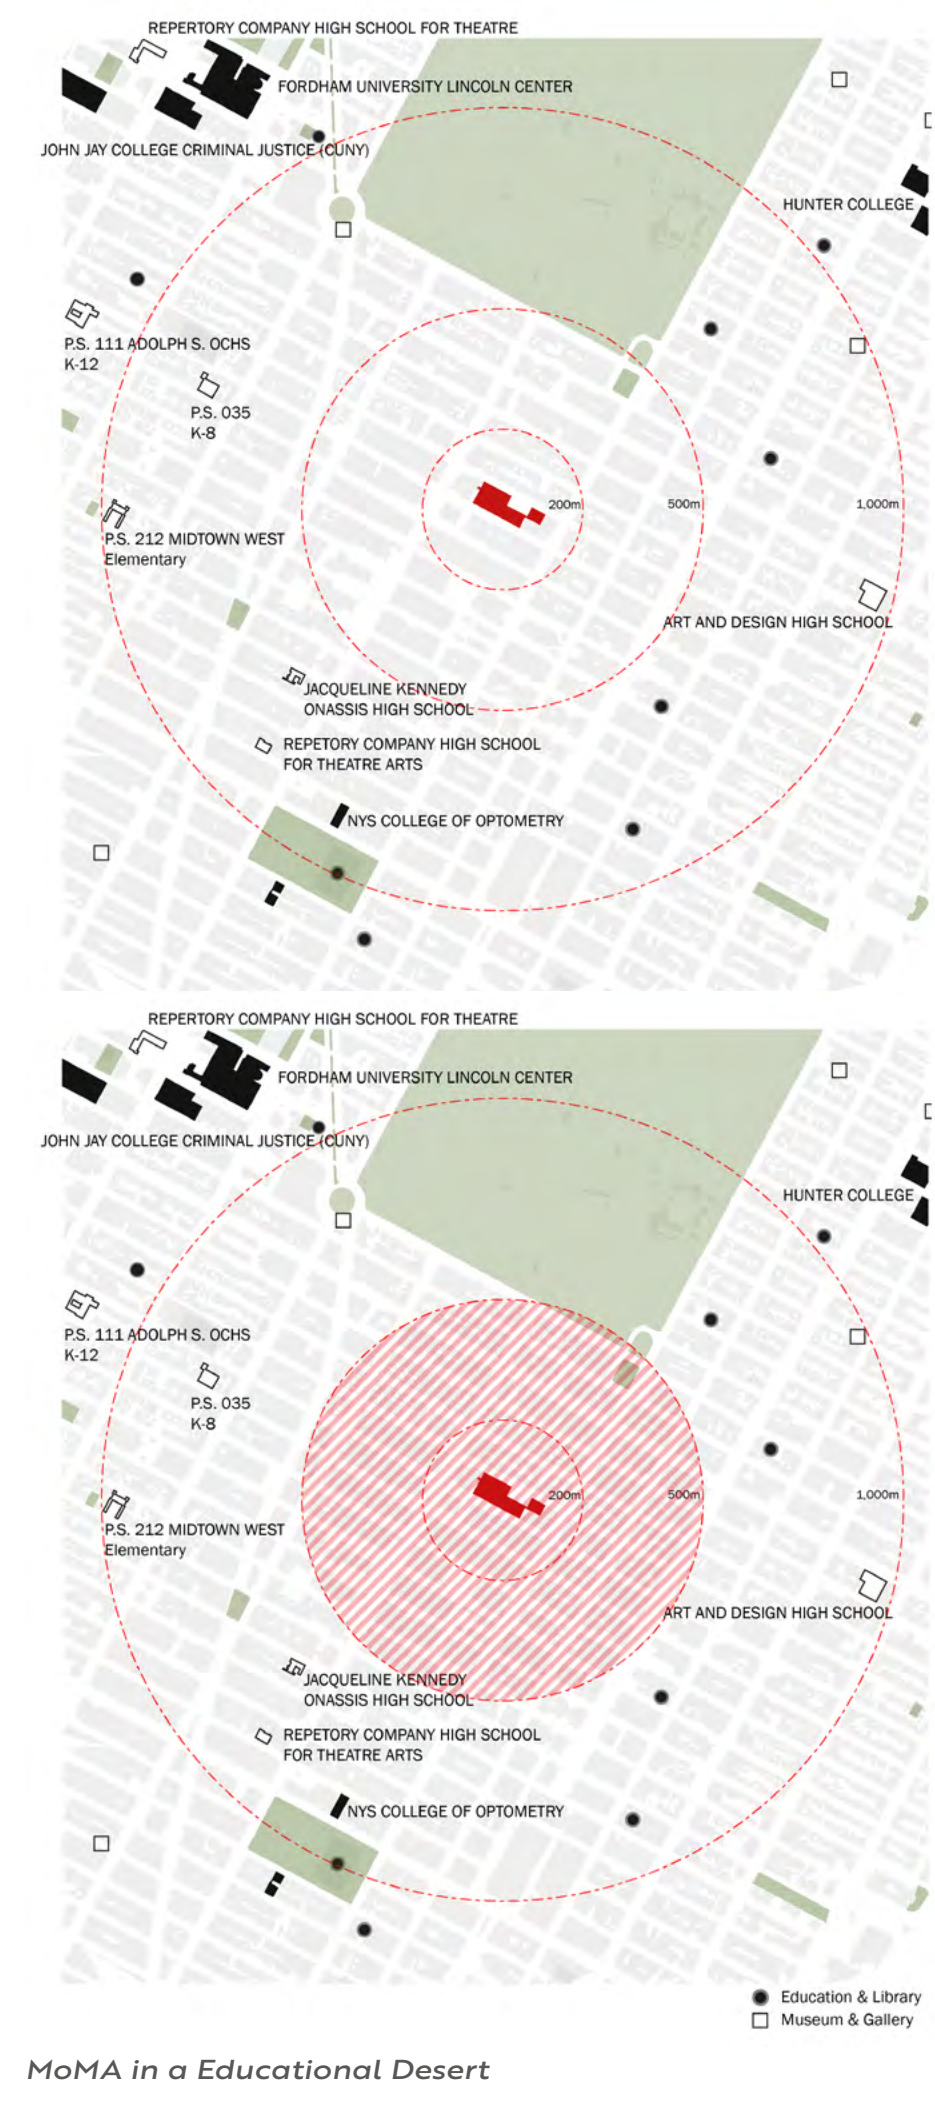 REPERTORY COMPANY HIGH SCHOOL FOR THEATRE
FORDHAM UNIVERSITY LINCOLN CENTER
JOHN JAY COLLEGE CRIMINAL JUSTICE (CUNY)
HUNTER COLLEGE
P.S. 111 ADOLPH S. OCHS
K-12
P.S. 035
K-8
200m
500m
1,000m
P.S. 212 MIDTOWN WEST
Elementary
ART AND DESIGN HIGH SCHOOL
JACQUELINE KENNEDY
ONASSIS HIGH SCHOOL
REPETORY COMPANY HIGH SCHOOL
FOR THEATRE ARTS
NYS COLLEGE OF OPTOMETRY
REPERTORY COMPANY HIGH SCHOOL FOR THEATRE
FORDHAM UNIVERSITY LINCOLN CENTER
JOHN JAY COLLEGE CRIMINAL JUSTICE (CUNY)
HUNTER COLLEGE
P.S. 111 ADOLPH S. OCHS
K-12
P.S. 035
K-8
200m
500m
1,000m
P.S. 212 MIDTOWN WEST
Elementary
ART AND DESIGN HIGH SCHOOL
JACQUELINE KENNEDY
ONASSIS HIGH SCHOOL
REPETORY COMPANY HIGH SCHOOL
FOR THEATRE ARTS
NYS COLLEGE OF OPTOMETRY
Education & Library
Museum & Gallery
MoMA in a Educational Desert